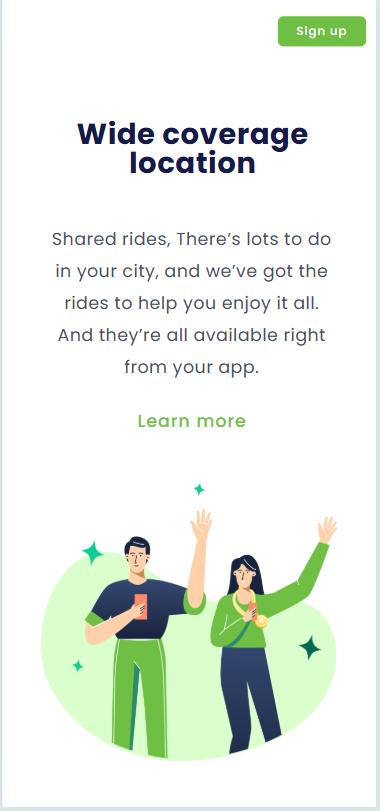 Sign up
Wide coverage
location
Shared rides, There’s lots to do
in your city, and we’ve got the
rides to help you enjoy it all.
And they’re all available right
from your app.
Learn more